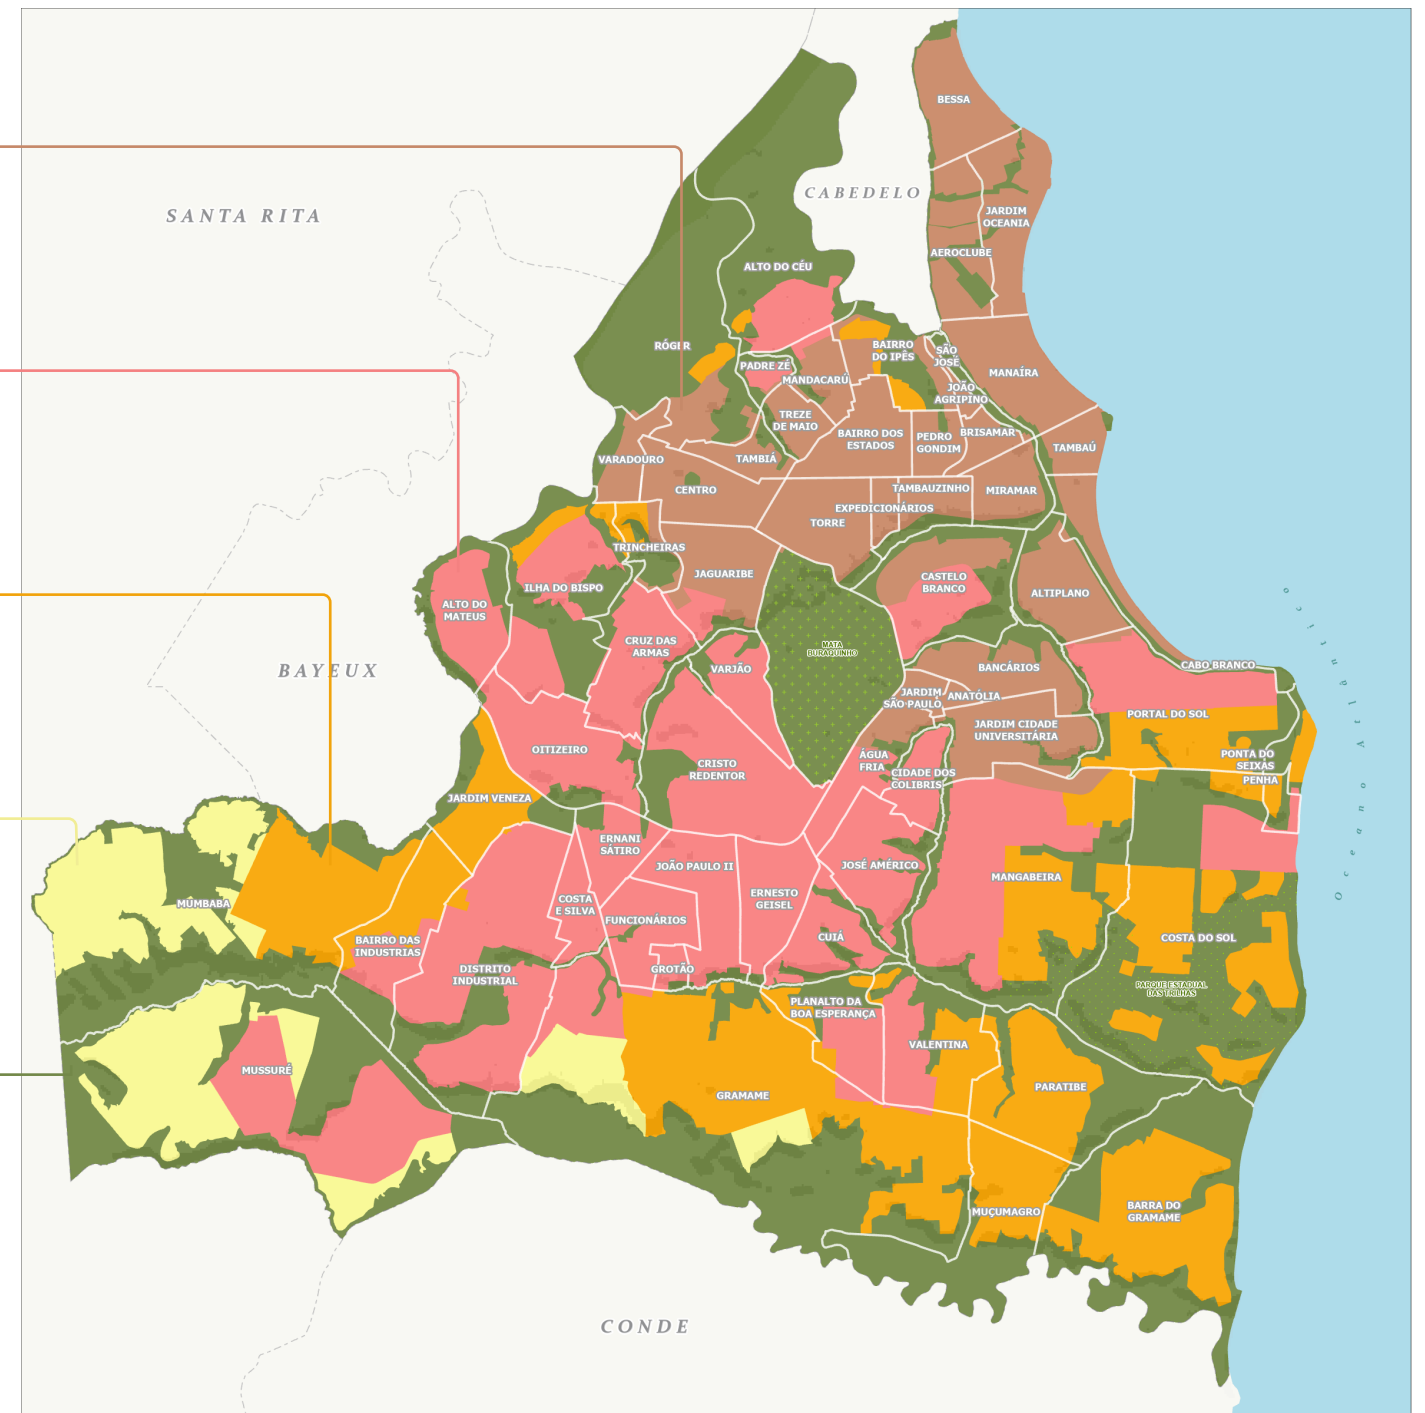 BESSA
CABEDELO
SANTA RITA
JARDIM
OCEANIA
AEROCLUBE
ALTO DO CÉU
RÓGER
BAIRRO
DO IPÊS
SÃO
JOSÉ
PADRE ZÉ
MANDACARÚ
MANAÍRA
JOÃO
AGRIPINO
TREZE
DE MAIO
BAIRRO DOS
ESTADOS
PEDRO
GONDIM
BRISAMAR
TAMBAÚ
VARADOURO
TAMBIÁ
CENTRO
TAMBAUZINHO
MIRAMAR
EXPEDICIONÁRIOS
TORRE
TRINCHEIRAS
JAGUARIBE
ILHA DO BISPO
CASTELO
BRANCO
ALTIPLANO
ALTO DO
MATEUS
CRUZ DAS
ARMAS
MATA
BURAQUINHO
BAYEUX
VARJÃO
BANCÁRIOS
CABO BRANCO
JARDIM
SÃO PAULO
ANATÓLIA
PORTAL DO SOL
JARDIM CIDADE
UNIVERSITÁRIA
OITIZEIRO
CRISTO
REDENTOR
ÁGUA
FRIA
CIDADE DOS
COLIBRIS
PONTA DO
SEIXAS
PENHA
Oceano Atlântico
JARDIM VENEZA
ERNANI
SÁTIRO
JOÃO PAULO II
JOSÉ AMÉRICO
MANGABEIRA
MUMBABA
COSTA
E SILVA
ERNESTO
GEISEL
FUNCIONÁRIOS
BAIRRO DAS
INDUSTRIAS
CUIÁ
COSTA DO SOL
DISTRITO
INDUSTRIAL
GROTÃO
PARQUE ESTADUAL
DAS TRILHAS
PLANALTO DA
BOA ESPERANÇA
VALENTINA
MUSSURÉ
GRAMAME
PARATIBE
MUÇUMAGRO
BARRA DO
GRAMAME
CONDE